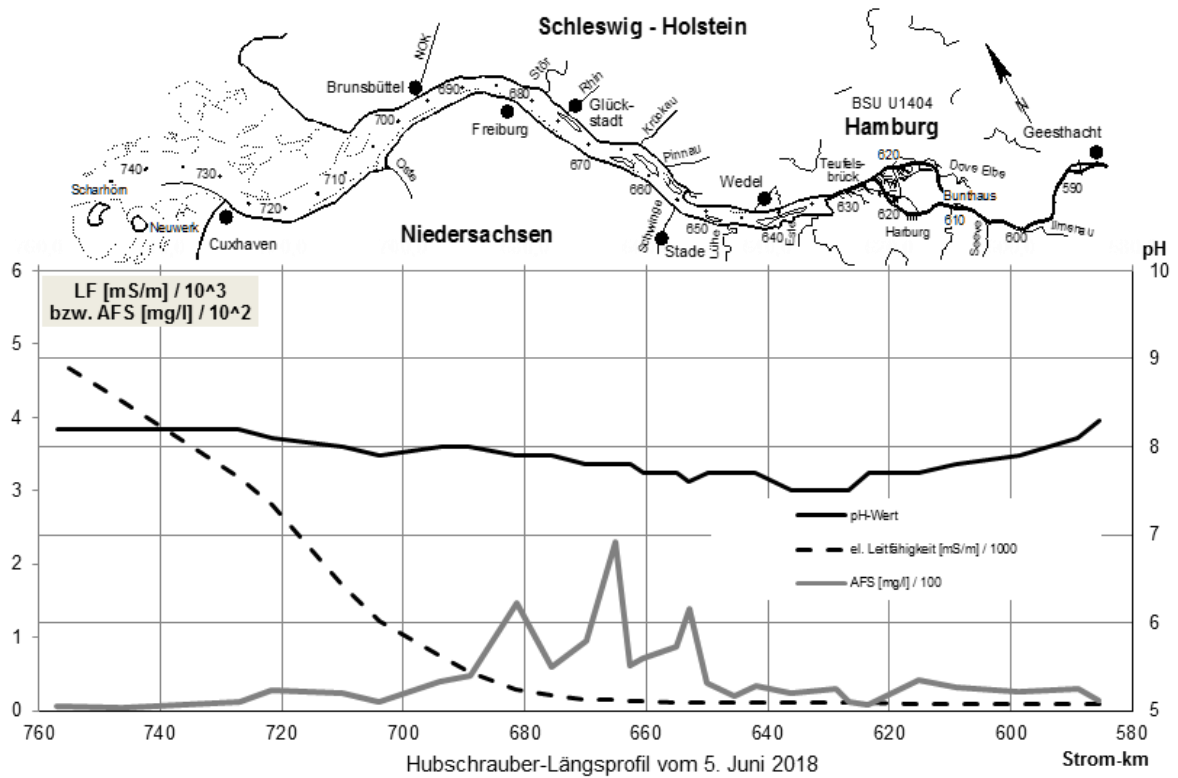 Schleswig - Holstein
NOK
Brunsbüttel
690
Stör
680
Rhin
Glück-
stadt
BSU U1404
Hamburg
N
Geesthacht
700
Freiburg
Krückau
Pinnau
670
740
730
710
Oste
660
Wedel
Teufels-
brück
620
Dove Elbe
590
Scharhörn
720
Neuwerk
Cuxhaven
Niedersachsen
Schwinge
Stade
650
Lühe
640
Este
630
620
Harburg
Bunthaus
610
Seeve
600
Ilmenau
pH
LF [mS/m] / 10^3
bzw. AFS [mg/l] / 10^2
6
5
4
3
2
1
0
10
9
8
7
6
5
pH-Wert
el. Leitfähigkeit [mS/m] / 1000
AFS [mg/l] / 100
760 740 720 700 680 660 640 620 600 580
Hubschrauber-Längsprofil vom 5. Juni 2018
Strom-km